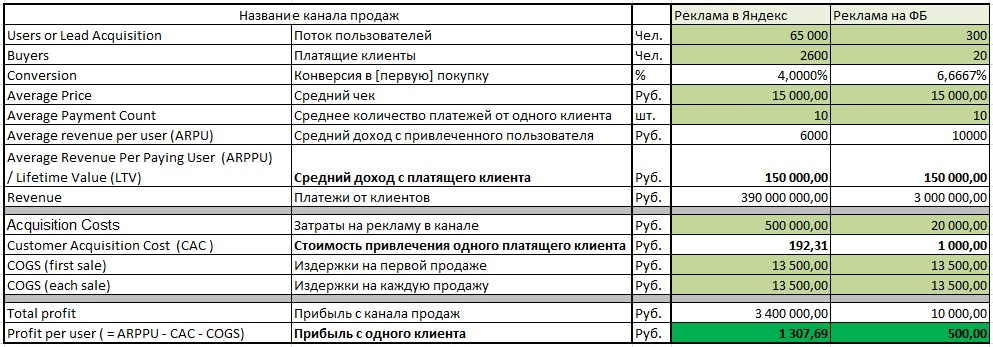 Название канала продаж Реклама в Яндекс Реклама на ФБ
Users or Lead Acquisition Поток пользователей Чел. 65 000 300
Buyers Платящие клиенты Чел. 2600 20
Conversion Конверсия в [первую] покупку % 4,0000% 6,6667%
Average Price Средний чек Руб. 15 000,00 15 000,00
Average Payment Count Среднее количество платежей от одного клиента шт. 10 10
Average revenue per user (ARPU) Средний доход с привлеченного пользователя Руб. 6000 10000
Average Revenue Per Paying User (ARPPU)
/ Lifetime Value (LTV) Средний доход с платящего клиента Руб. 150 000,00 150 000,00
Revenue Платежи от клиентов Руб. 390 000 000,00 3 000 000,00
Acquisition Costs Затраты на рекламу в канале Руб. 500 000,00 20 000,00
Customer Acquisition Cost (CAC ) Стоимость привлечения одного платящего клиента Руб. 192,31 1 000,00
COGS (first sale) Издержки на первой продаже Руб. 13 500,00 13 500,00
COGS (each sale) Издержки на каждую продажу Руб. 13 500,00 13 500,00
Total profit Прибыль с канала продаж Руб. 3 400 000,00 10 000,00
Profit per user ( = ARPPU - CAC - COGS) Прибыль с одного клиента Руб. 1 307,69 500,00